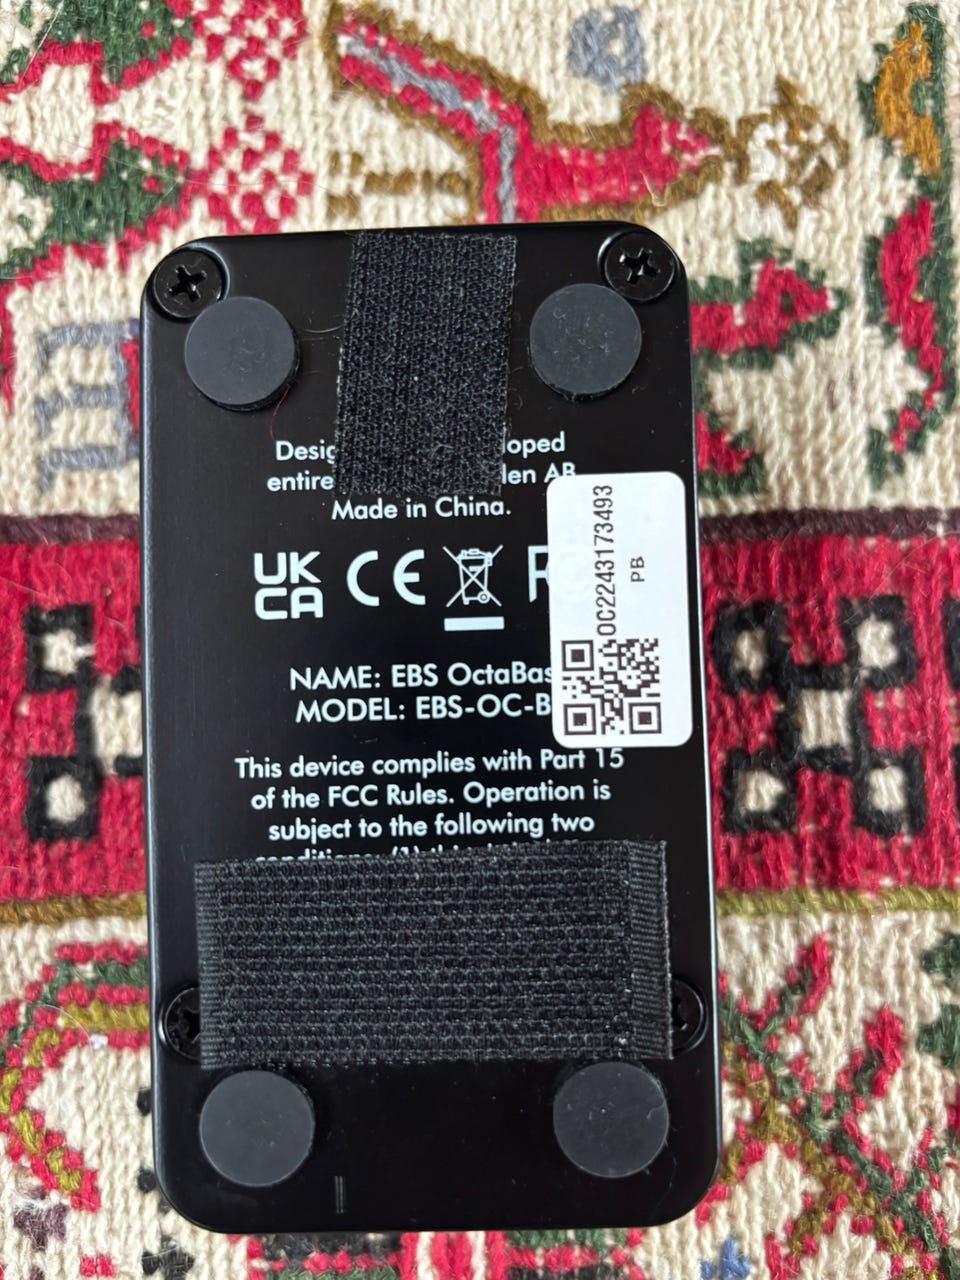 Desig loped
entire len AB
Made in China.
UK
CA CE
NAME: EBS OctaBas
MODEL: EBS-OC-B
OC2243173493
PB
This device complies with Part 15
of the FCC Rules. Operation is
subject to the following two